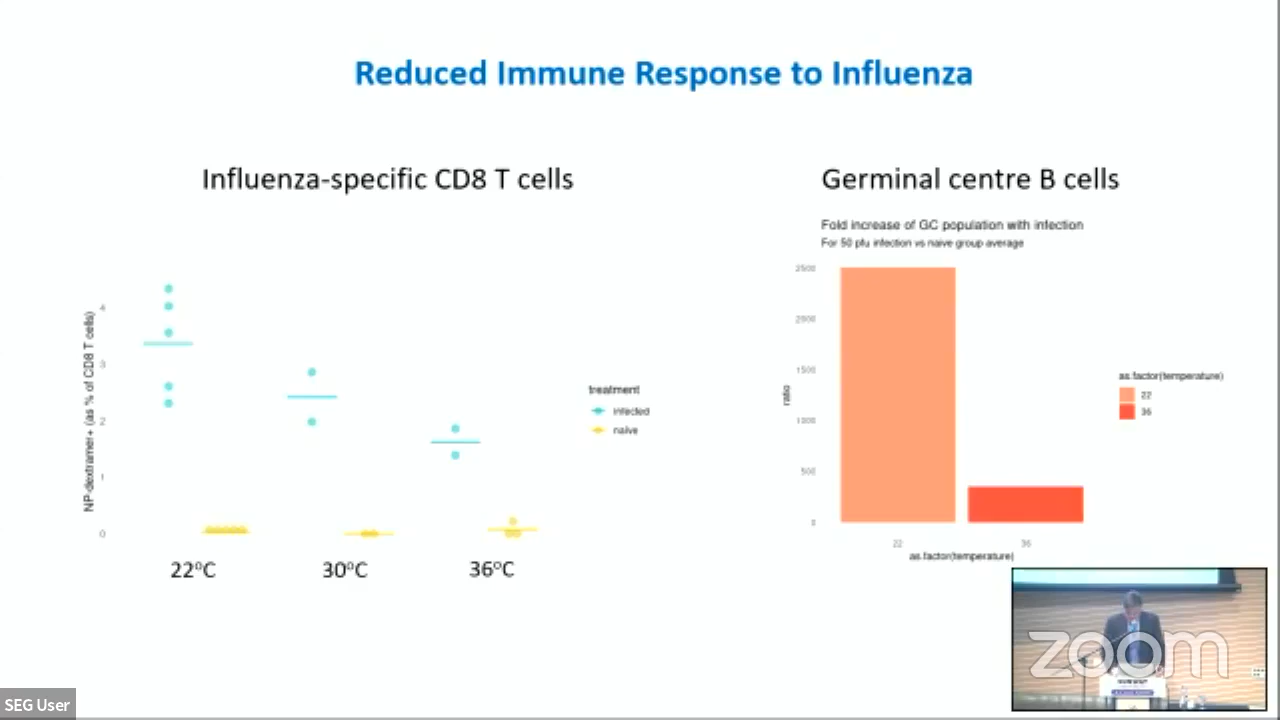 Reduced Immune Response to Influenza
Influenza-specific CD8 T cells
NP-dextramer+ (as % of CD8 T cells)
4
3
2
1
0
22°C
30°C
36°C
treatment
infected
naive
Germinal centre B cells
Fold increase of GC population with infection
For 50 pfu infection vs naive group average
ratio
2500
2000
1500
1000
500
0
22
36
as.factor(temperature)
as.factor(temperature)
22
36
zoom
SEG User